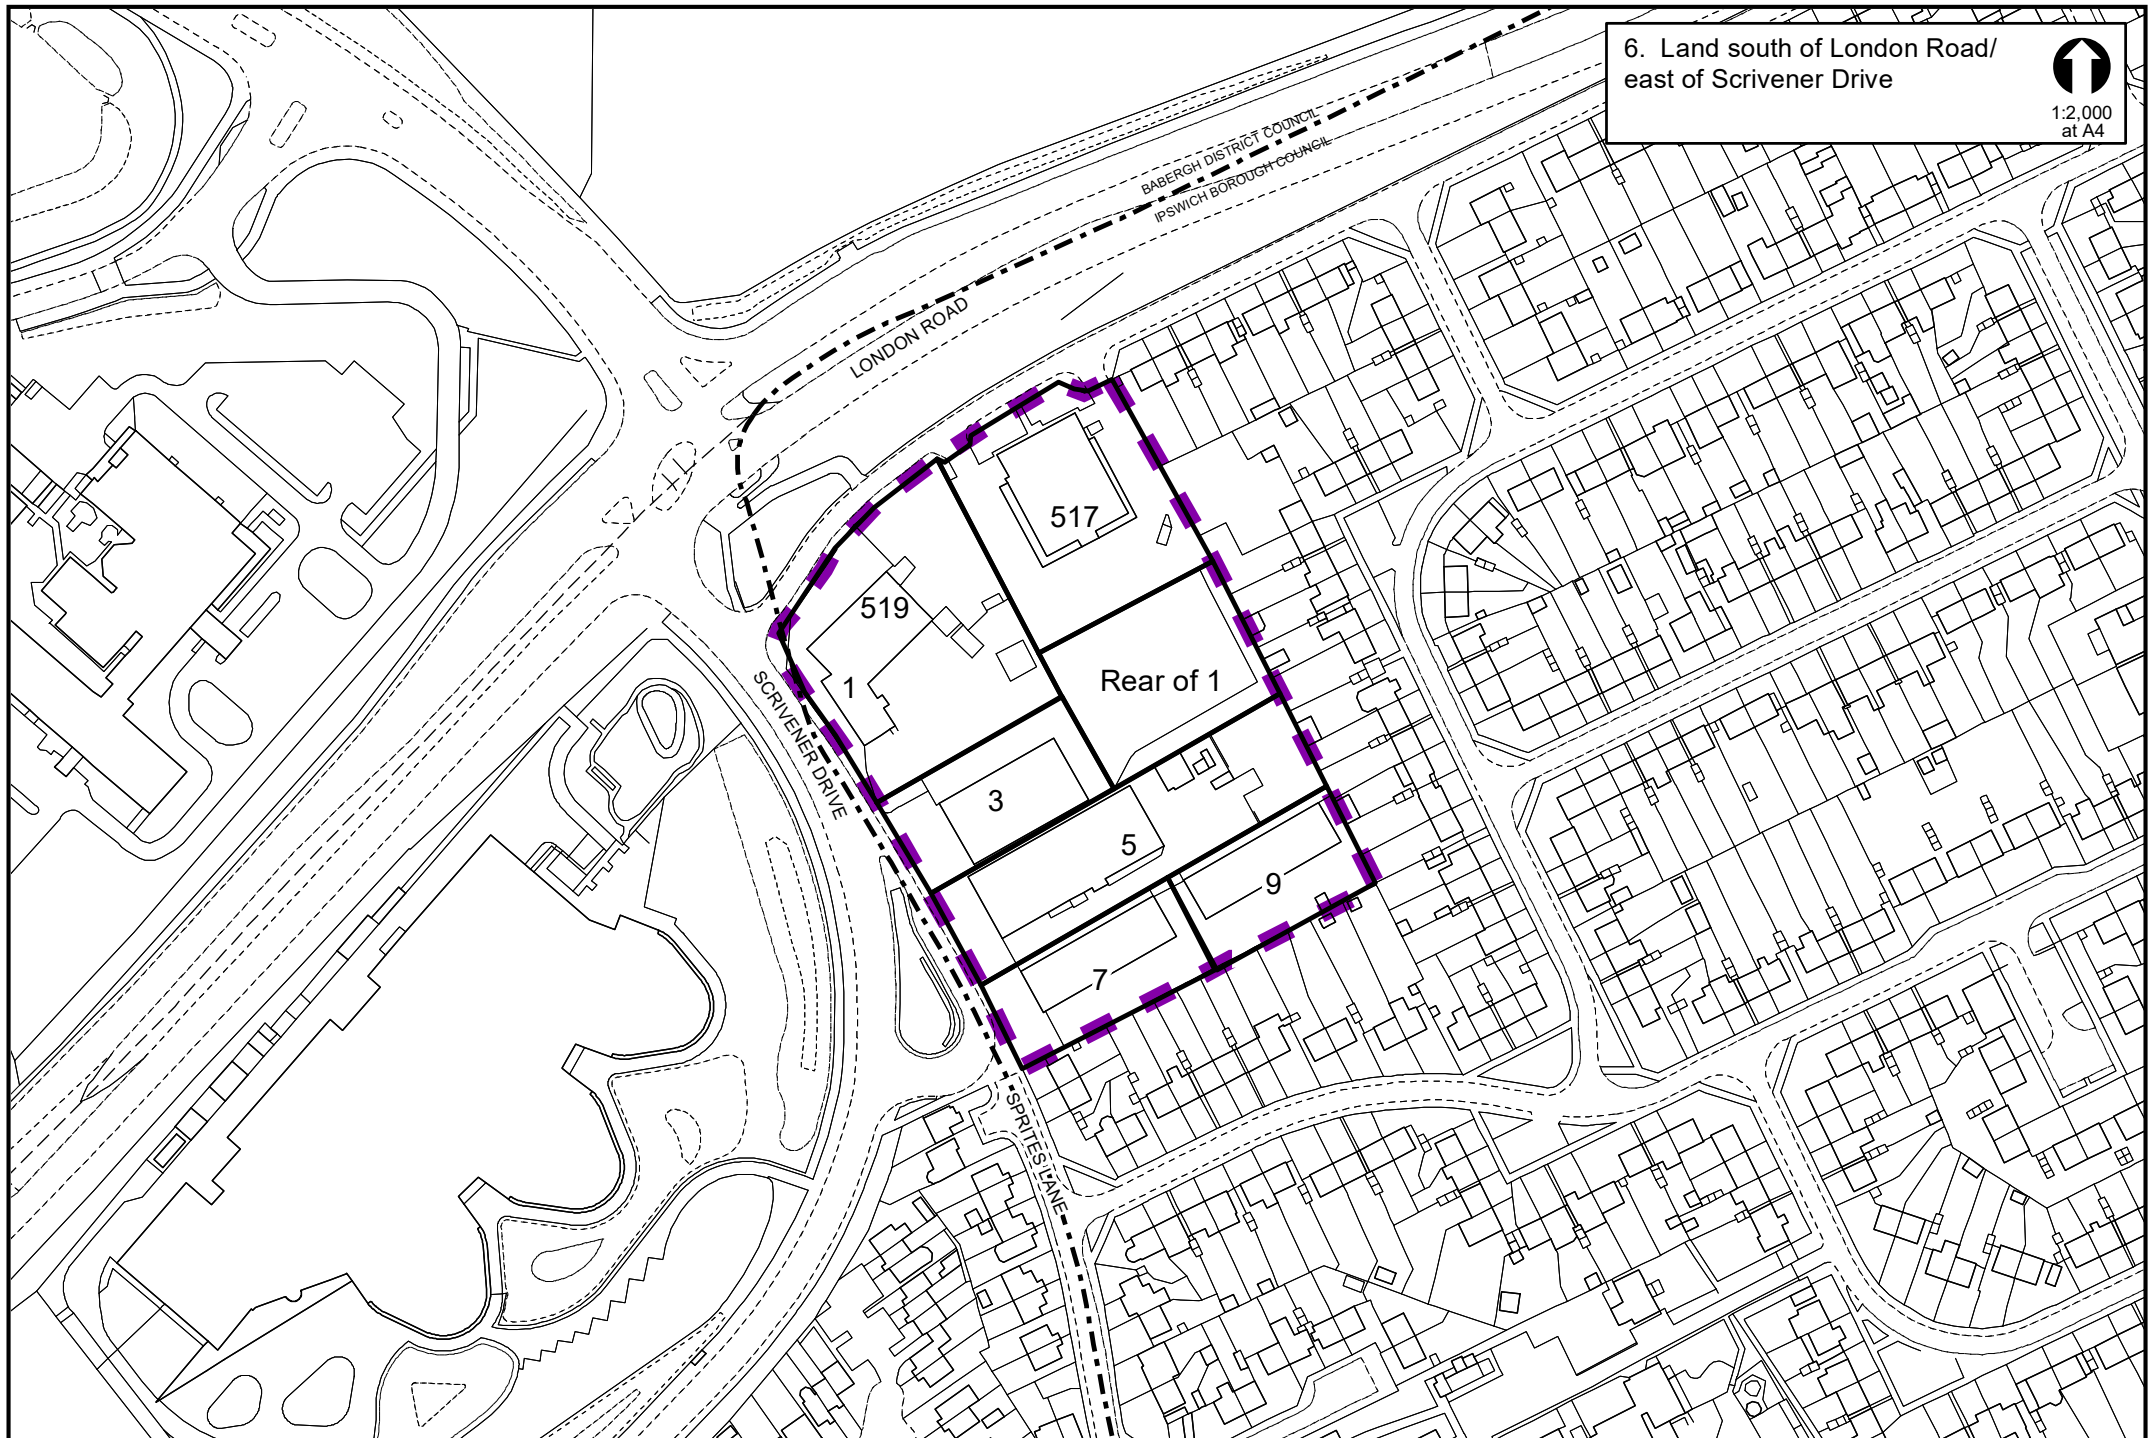 6. Land south of London Road/
east of Scrivener Drive
1:2,000
at A4
BABERGH DISTRICT COUNCIL
IPSWICH BOROUGH COUNCIL
LONDON ROAD
517
519
1
Rear of 1
SCRIVENER DRIVE
3
5
9
7
SPRITES LANE